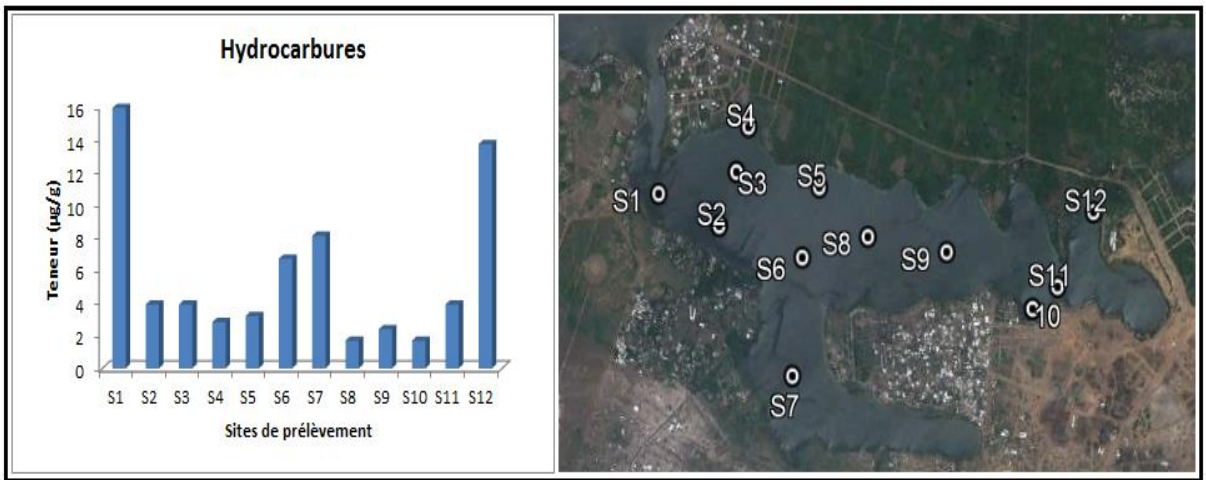 Hydrocarbures
Teneur (µg/g)
16
14
12
10
8
6
4
2
0
S1 S2 S3 S4 S5 S6 S7 S8 S9 S10 S11 S12
Sites de prélèvement
S4
S3
S5
S1
S2
S12
S8
S6
S9
S11
10
S7